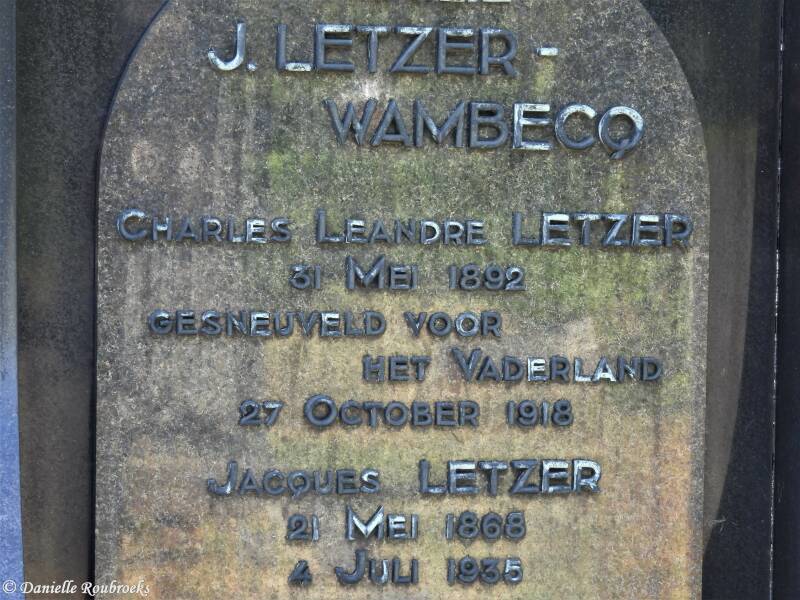 J. LETZER -
WAMBECQ
CHARLES LEANDRE LETZER
31 MEI 1892
GESNEUVELD VOOR
HET VADERLAND
27 OCTOBER 1918
JACQUES LETZER
21 MEI 1868
4 JULI 1935
© Danielle Roubroeks